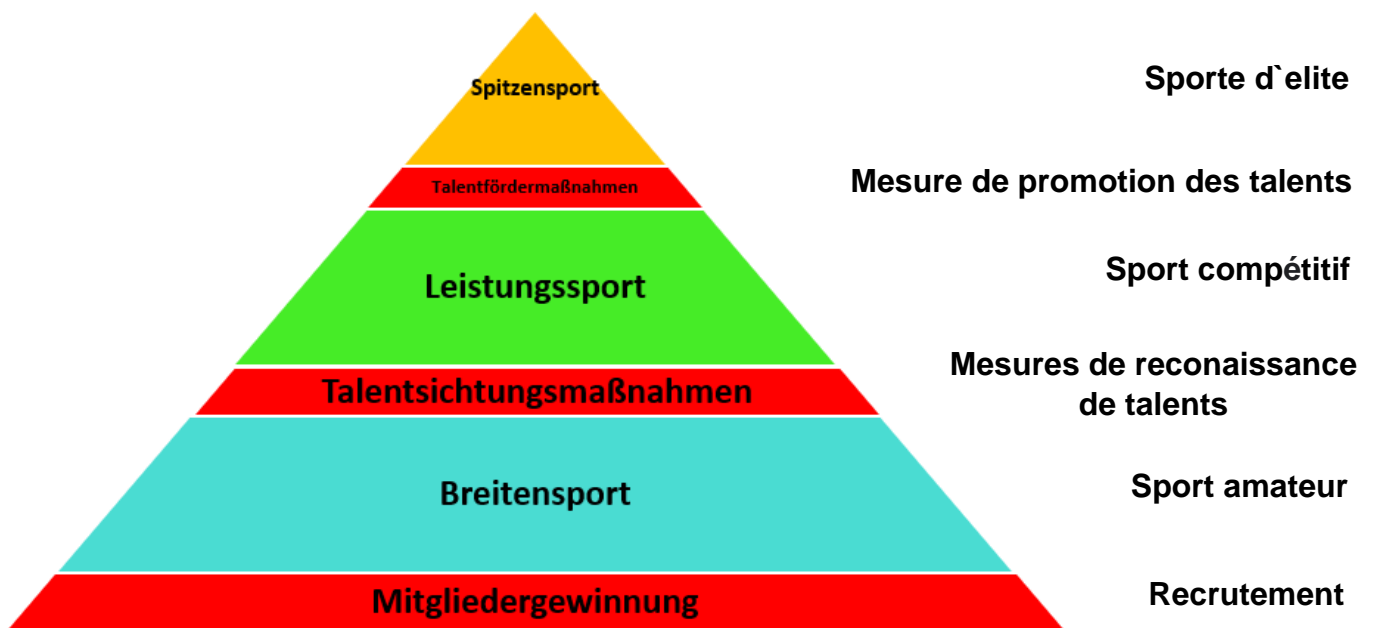 Spitzensport
Sporte d`elite
Talentfördermaßnahmen
Mesure de promotion des talents
Leistungssport
Sport compétitif
Talentsichtungsmaßnahmen
Mesures de reconaissance
de talents
Breitensport
Sport amateur
Mitgliedergewinnung
Recrutement